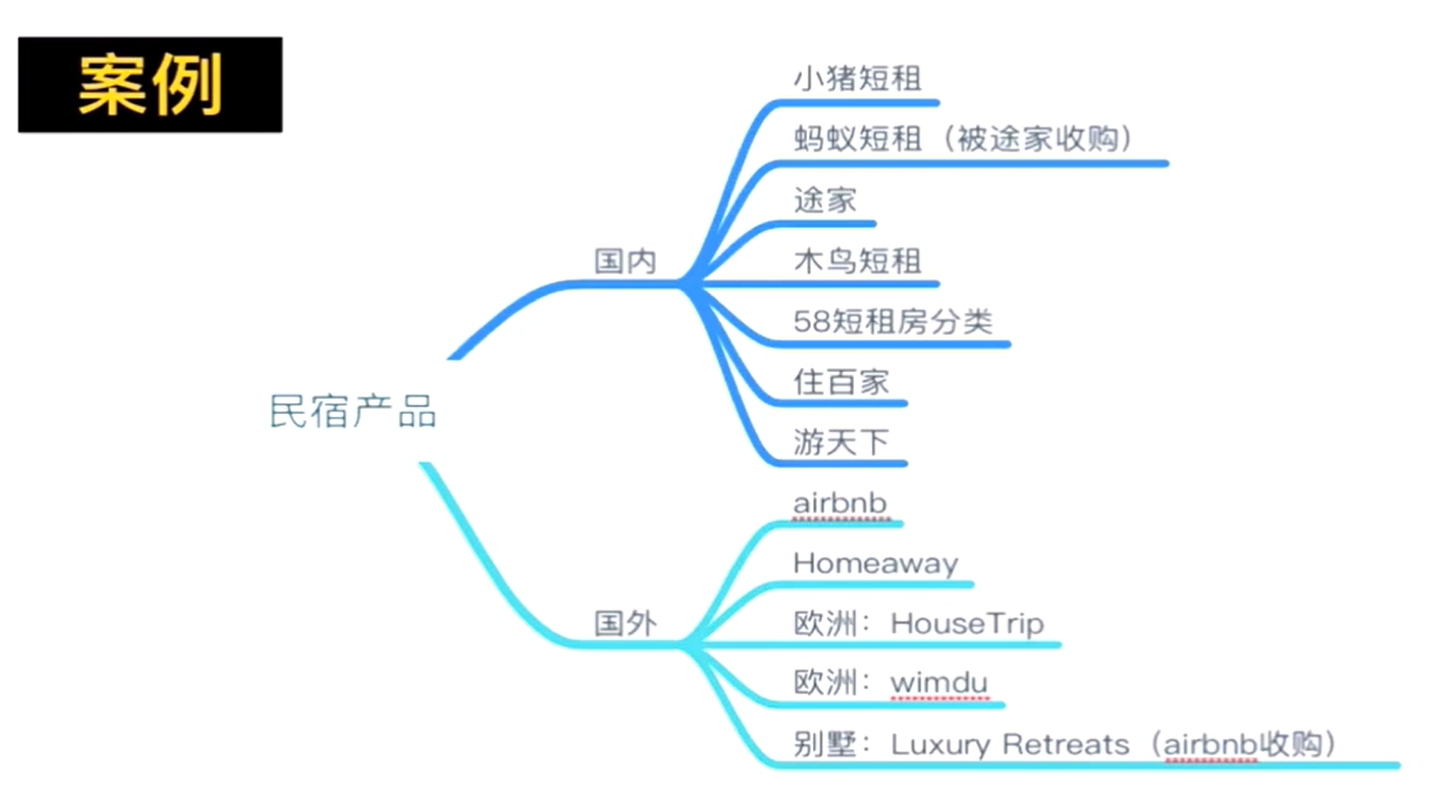 案例
民宿产品
国内
小猪短租
蚂蚁短租（被途家收购）
途家
木鸟短租
58短租房分类
住百家
游天下
国外
airbnb
Homeaway
欧洲：HouseTrip
欧洲：wimdu
别墅：Luxury Retreats（airbnb收购）